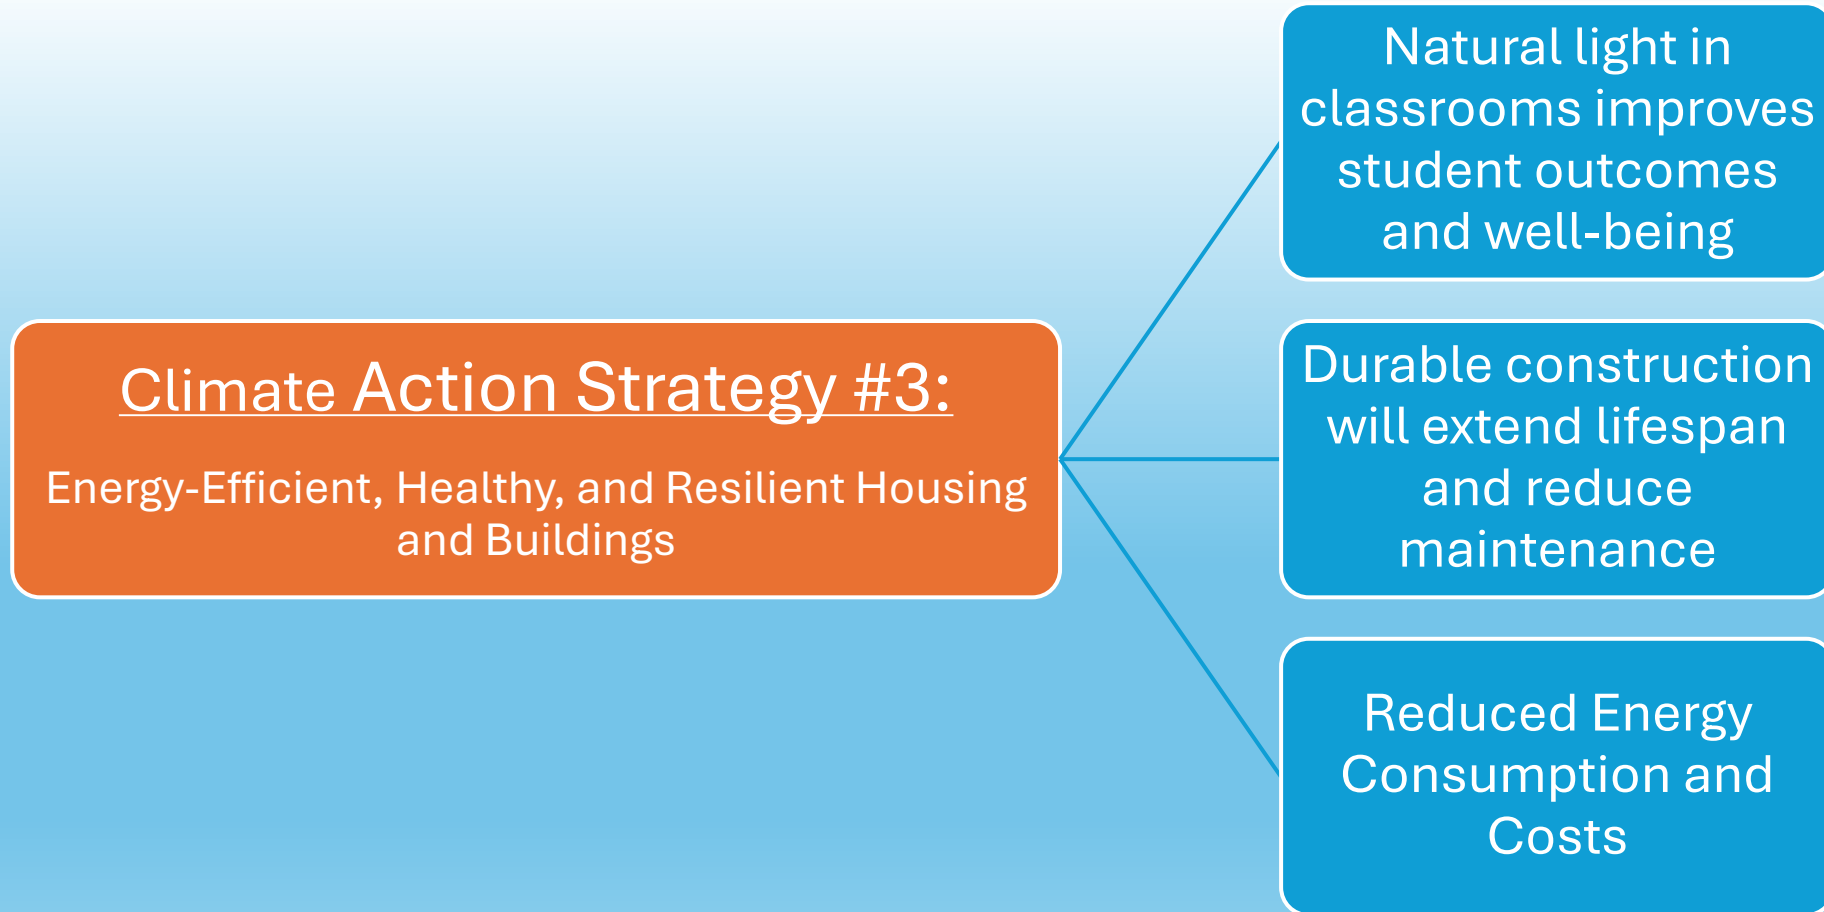 Climate Action Strategy #3:
Energy-Efficient, Healthy, and Resilient Housing
and Buildings
Natural light in
classrooms improves
student outcomes
and well-being
Durable construction
will extend lifespan
and reduce
maintenance
Reduced Energy
Consumption and
Costs